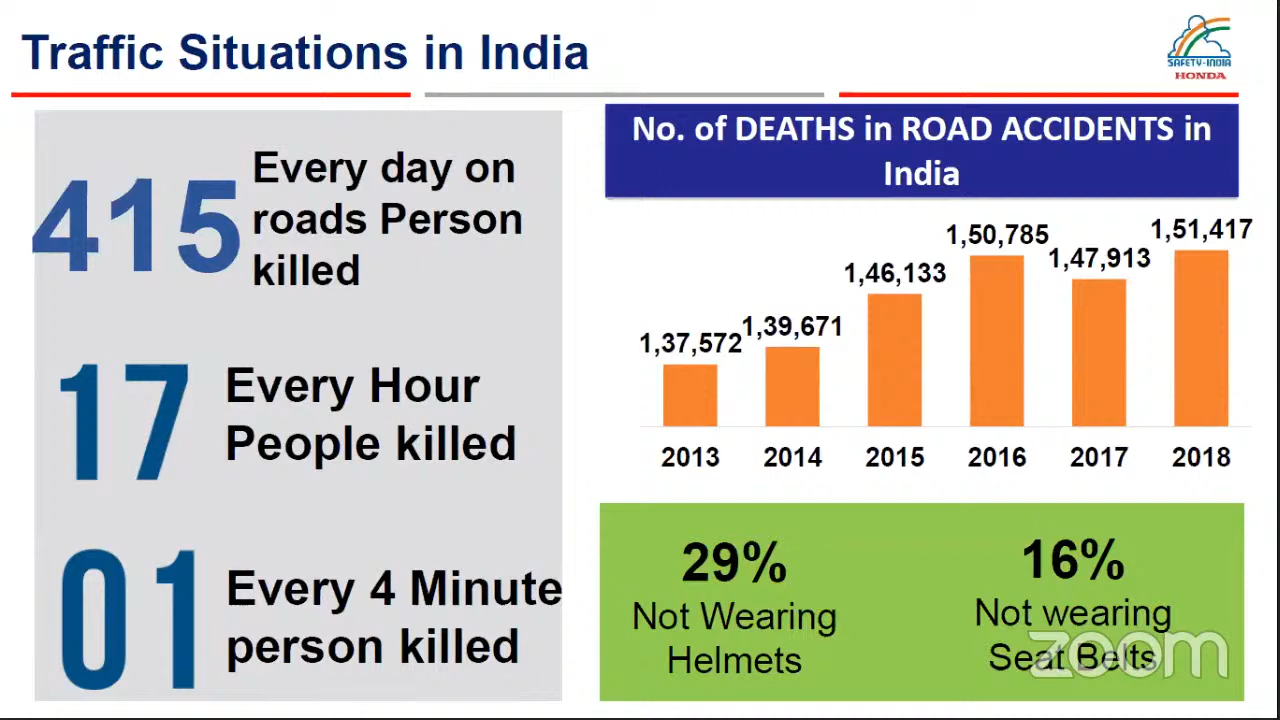 Traffic Situations in India
SAFETY-INDIA
HONDA
415
Every day on
roads Person
killed
17
Every Hour
People killed
01
Every 4 Minute
person killed
No. of DEATHS in ROAD ACCIDENTS in
India
1,37,572
1,39,671
1,46,133
1,50,785
1,47,913
1,51,417
2013 2014 2015 2016 2017 2018
29%
Not Wearing
Helmets
16%
Not wearing
Seat Belts
zoom